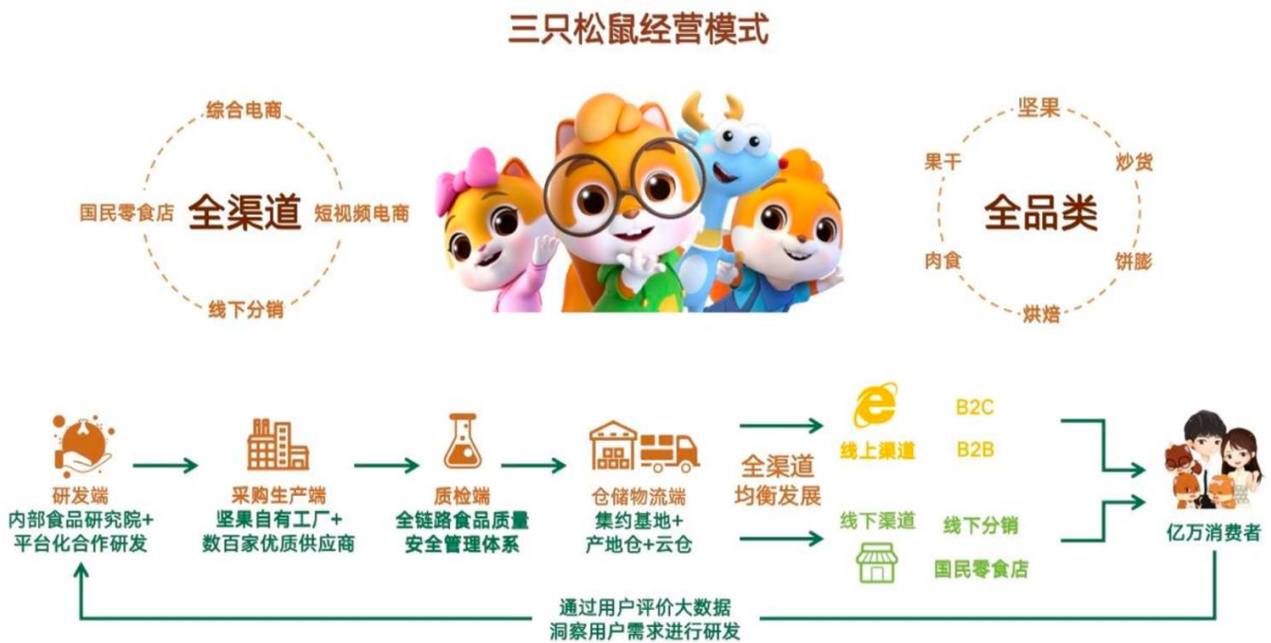 三只松鼠经营模式
综合电商
国民零食店
全渠道
短视频电商
线下分销
坚果
果干
炒货
全品类
肉食
饼膨
烘焙
研发端
内部食品研究院+
平台化合作研发
采购生产端
坚果自有工厂+
数百家优质供应商
质检端
全链路食品质量
安全管理体系
仓储物流端
集约基地+
产地仓+云仓
全渠道
均衡发展
线上渠道
B2C
B2B
线下渠道
线下分销
国民零食店
亿万消费者
通过用户评价大数据
洞察用户需求进行研发